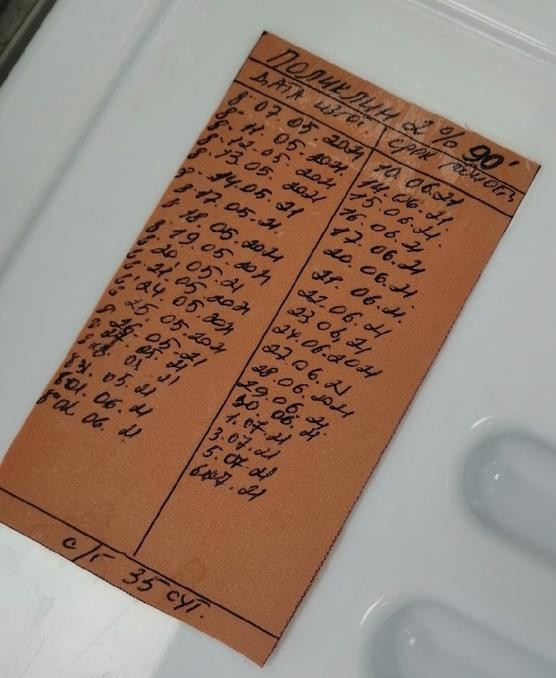 ПОЛИКЛИН 2% 90'
ДАТА ИЗГОТ СРОК ГОДНОСТИ
8- 07. 05. 2021 10. 06. 21
8- 11. 05. 2021 14. 06. 21
8- 12. 05. 2021 15. 06. 21
8- 13. 05. 2021 16. 06. 21
8- 14. 05. 21 17. 06. 21
8- 17. 05. 21 20. 06. 21
8 18. 05. 2021 21. 06. 21
8. 19. 05. 2021 22. 06. 21
8. 20. 05. 21 23 06. 21
8. 21. 05. 2021 24. 06. 2021
8. 24. 05. 2021 27. 06. 21
8 25. 05. 2021 28. 06. 2021
8- 26. 05. 21 29. 06. 21
27. 05. 21 30. 06. 21
28. 05. 21 1. 07. 21
31. 05. 21 3. 07. 21
01. 06. 21 5. 07. 21
02. 06. 21 6. 07. 21
с/г 35 сут.